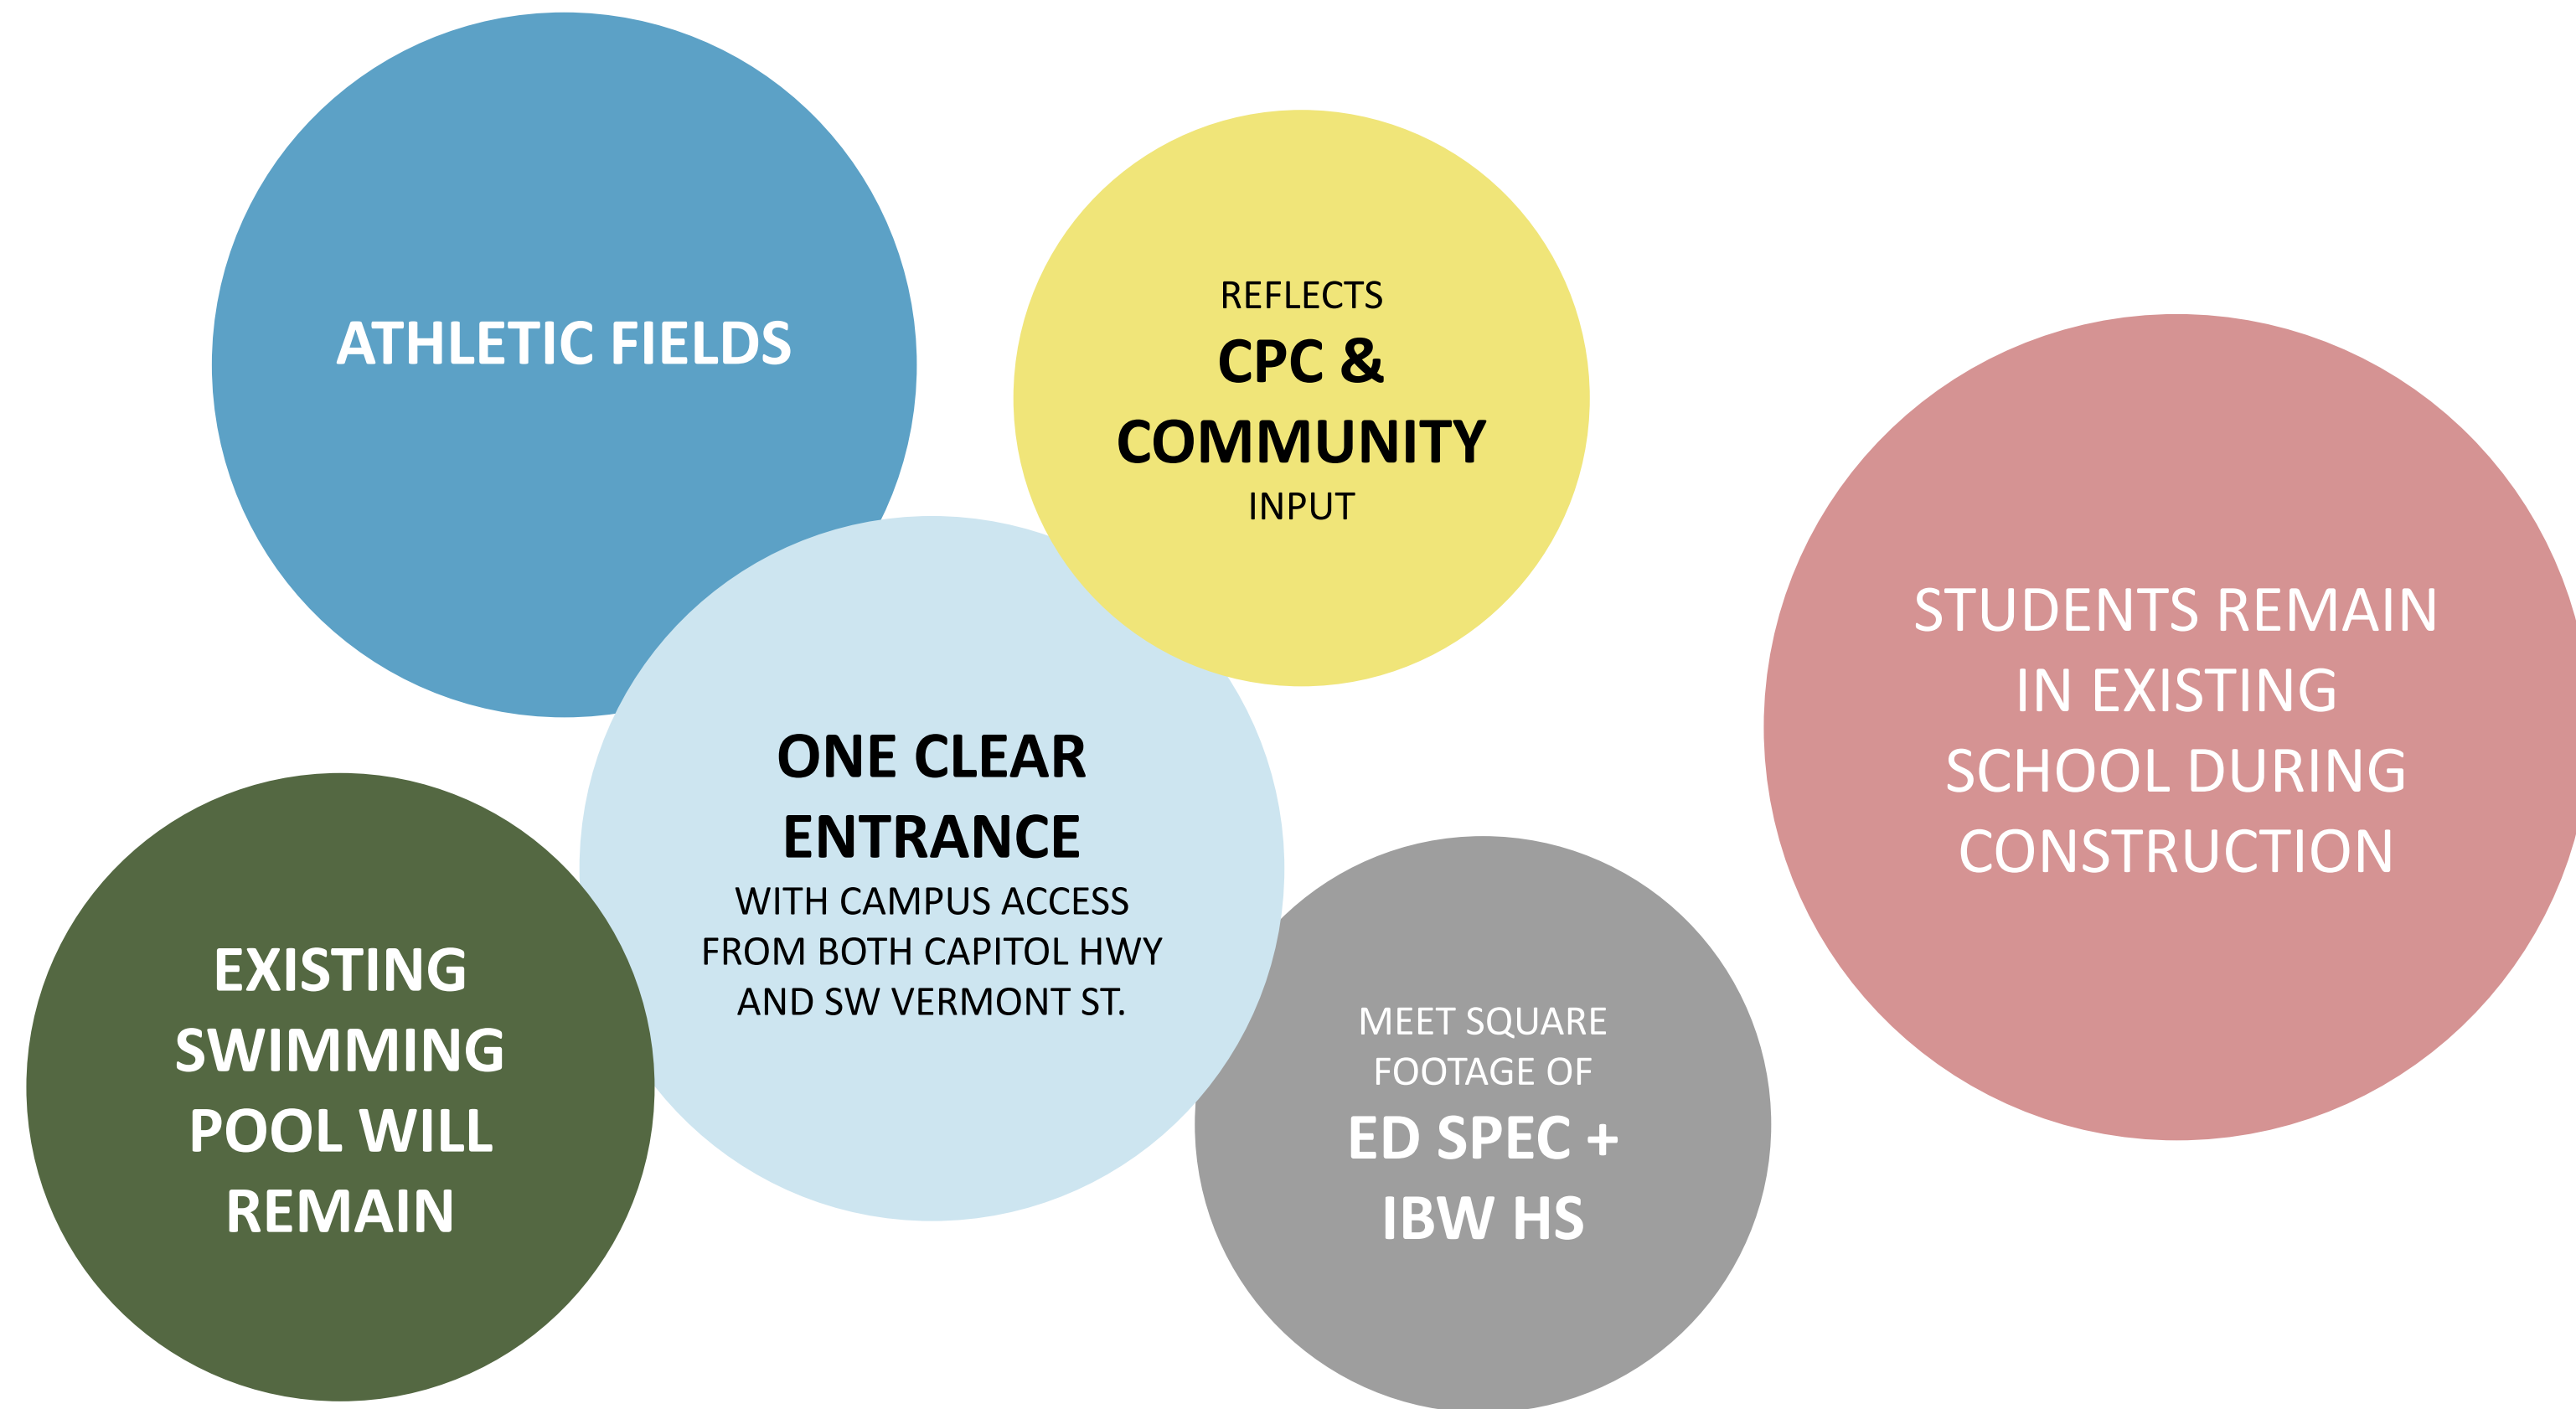 ATHLETIC FIELDS
REFLECTS
CPC &
COMMUNITY
INPUT
STUDENTS REMAIN
IN EXISTING
SCHOOL DURING
CONSTRUCTION
ONE CLEAR
ENTRANCE
WITH CAMPUS ACCESS
FROM BOTH CAPITOL HWY
AND SW VERMONT ST.
EXISTING
SWIMMING
POOL WILL
REMAIN
MEET SQUARE
FOOTAGE OF
ED SPEC +
IBW HS